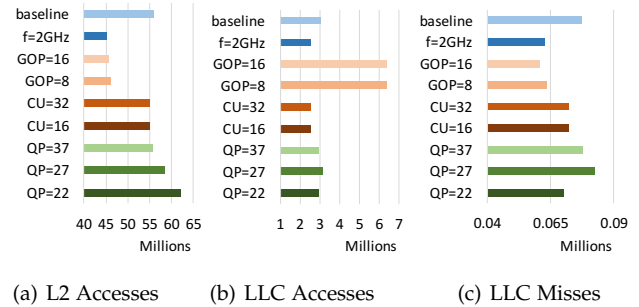 baseline
f=2GHz
GOP=16
GOP=8
CU=32
CU=16
QP=37
QP=27
QP=22
40 45 50 55 60 65
Millions
(a) L2 Accesses
baseline
f=2GHz
GOP=16
GOP=8
CU=32
CU=16
QP=37
QP=27
QP=22
1 2 3 4 5 6 7
Millions
(b) LLC Accesses
baseline
f=2GHz
GOP=16
GOP=8
CU=32
CU=16
QP=37
QP=27
QP=22
0.04 0.065 0.09
Millions
(c) LLC Misses